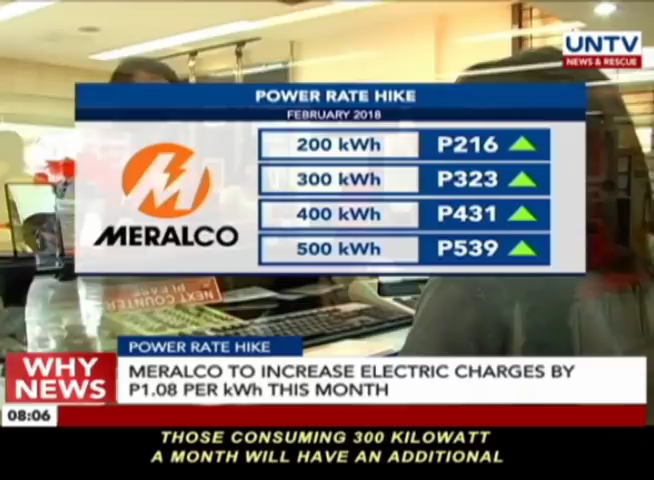 UNTV
NEWS & RESCUE
POWER RATE HIKE
FEBRUARY 2018
200 kWh P216
300 kWh P323
400 kWh P431
500 kWh P539
MERALCO
NEXT COUNTER
PLEASE
POWER RATE HIKE
WHY
NEWS
MERALCO TO INCREASE ELECTRIC CHARGES BY
P1.08 PER kWh THIS MONTH
08:06
THOSE CONSUMING 300 KILOWATT
A MONTH WILL HAVE AN ADDITIONAL